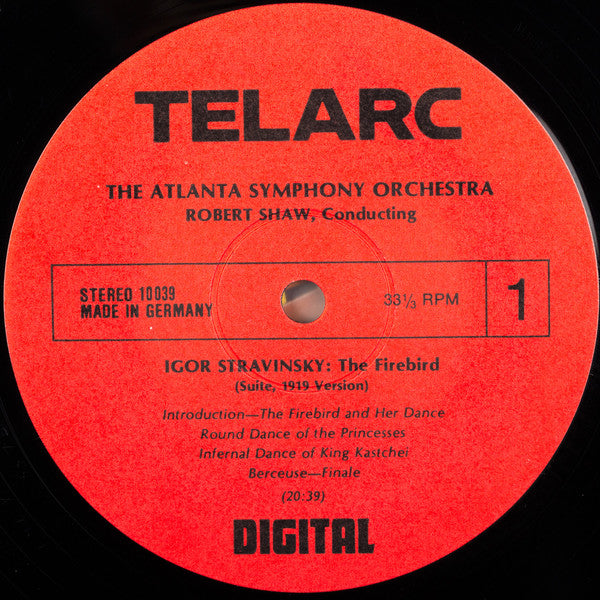 TELARC
THE ATLANTA SYMPHONY ORCHESTRA
ROBERT SHAW, Conducting
STEREO 10039
MADE IN GERMANY
33⅓ RPM
1
IGOR STRAVINSKY: The Firebird
(Suite, 1919 Version)
Introduction—The Firebird and Her Dance
Round Dance of the Princesses
Infernal Dance of King Kastchei
Berceuse—Finale
(20:39)
DIGITAL